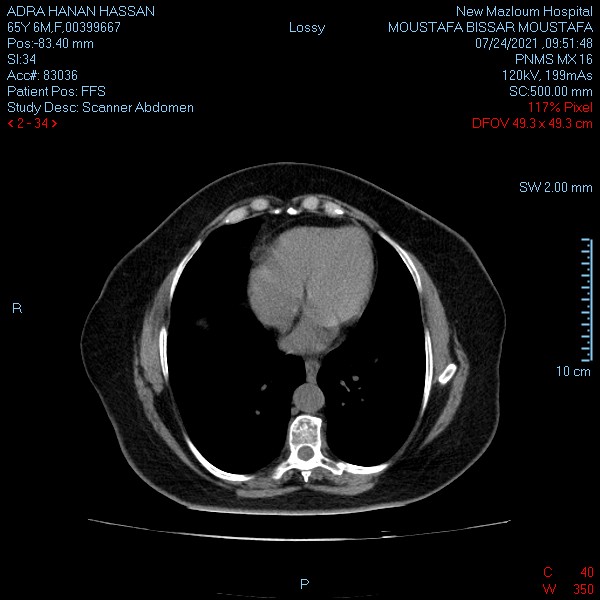 ADRA HANAN HASSAN
65Y 6M,F,00399667
Pos:-83.40 mm
SI:34
Acc#: 83036
Patient Pos: FFS
Study Desc: Scanner Abdomen
< 2 - 34 >
Lossy
New Mazloum Hospital
MOUSTAFA BISSAR MOUSTAFA
07/24/2021 ,09:51:48
PNMS MX 16
120kV, 199mAs
SC:500.00 mm
117% Pixel
DFOV 49.3 x 49.3 cm
SW 2.00 mm
R
10 cm
P
C 40
W 350